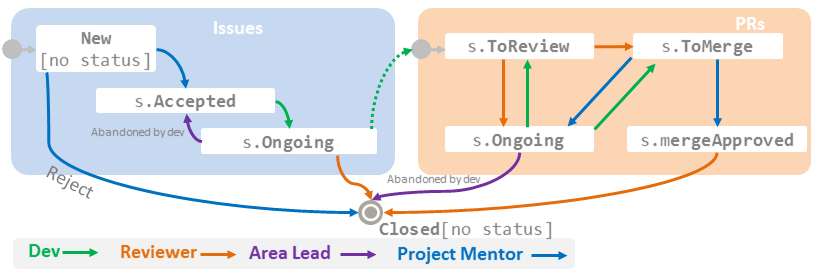 Issues
New
[no status]
s.Accepted
Abandoned by dev
s.Ongoing
Reject
PRs
s.ToReview
s.ToMerge
s.Ongoing
s.mergeApproved
Abandoned by dev
Closed[no status]
Dev
Reviewer
Area Lead
Project Mentor